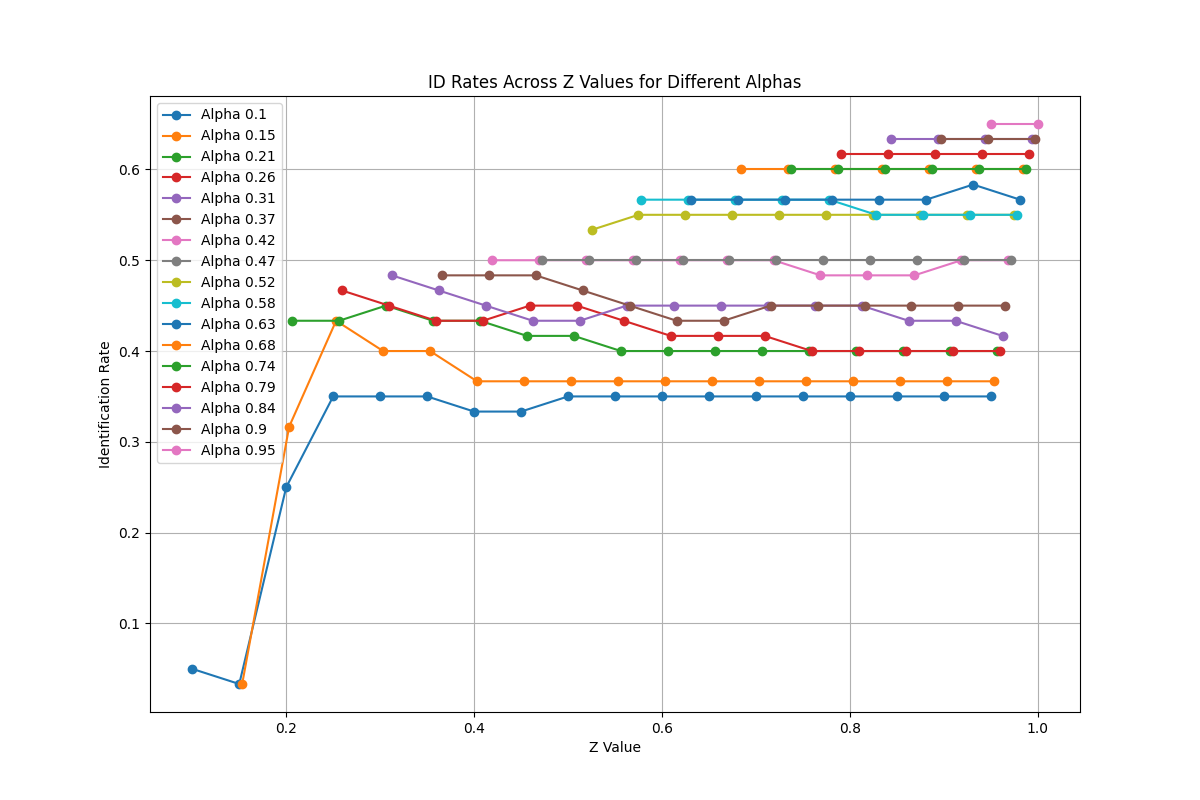 ID Rates Across Z Values for Different Alphas
Alpha 0.1
Alpha 0.15
Alpha 0.21
Alpha 0.26
Alpha 0.31
Alpha 0.37
Alpha 0.42
Alpha 0.47
Alpha 0.52
Alpha 0.58
Alpha 0.63
Alpha 0.68
Alpha 0.74
Alpha 0.79
Alpha 0.84
Alpha 0.9
Alpha 0.95
Identification Rate
0.6
0.5
0.4
0.3
0.2
0.1
0.2 0.4 0.6 0.8 1.0
Z Value